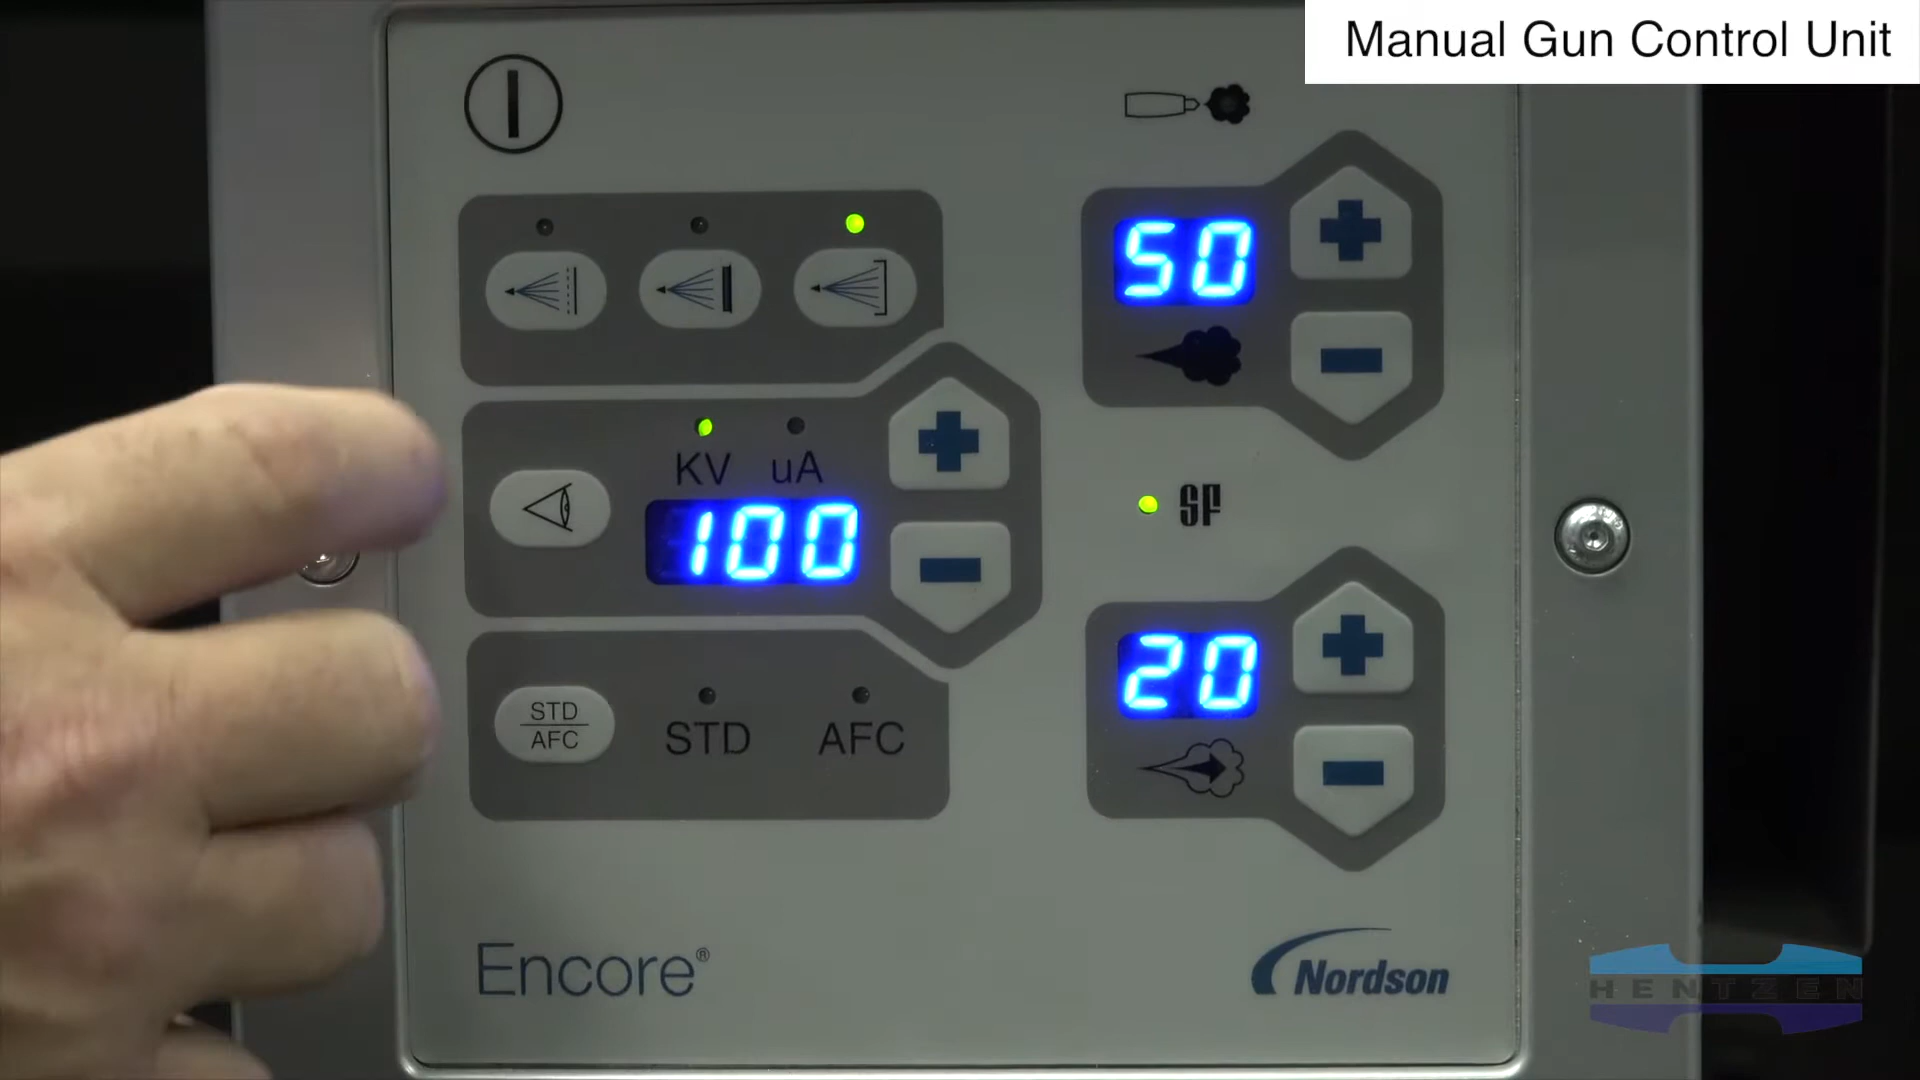 Manual Gun Control Unit
50
KV uA
100
SF
STD
AFC
STD AFC
20
Encore®
Nordson
HENTZEN